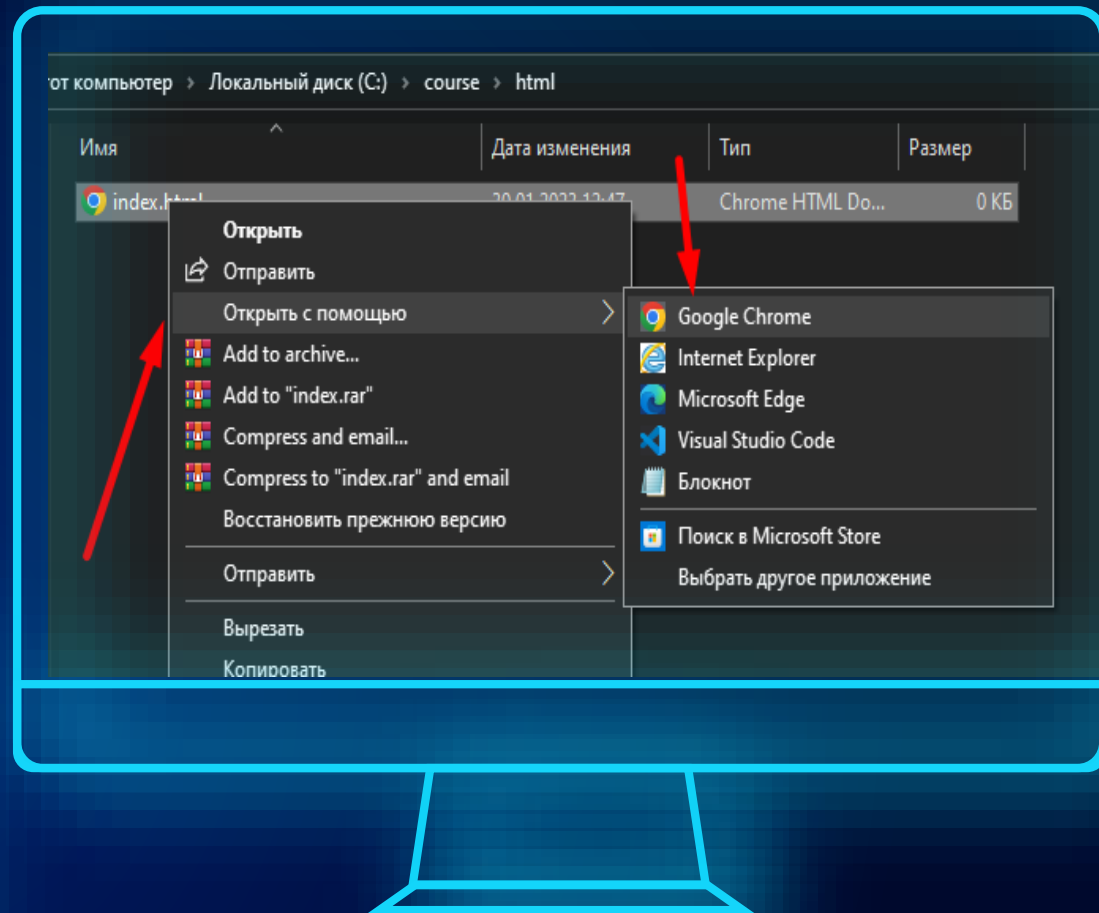 от компьютер > Локальный диск (C:) > course > html
Имя Дата изменения Тип Размер
index.html 12:47 Chrome HTML Do... 0 КБ
Открыть
Отправить
Открыть с помощью
Add to archive...
Add to "index.rar"
Compress and email...
Compress to "index.rar" and email
Восстановить прежнюю версию
Отправить
Вырезать
Копировать
Google Chrome
Internet Explorer
Microsoft Edge
Visual Studio Code
Блокнот
Поиск в Microsoft Store
Выбрать другое приложение